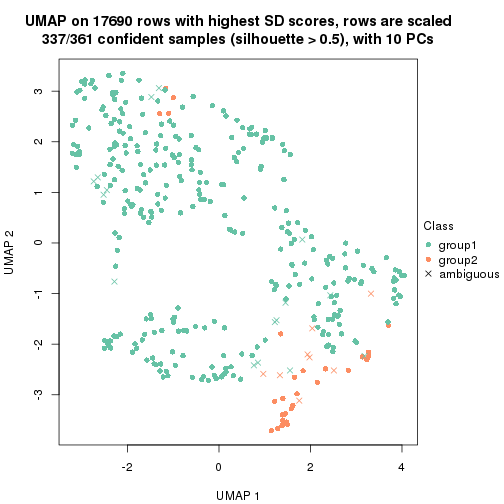 UMAP on 17690 rows with highest SD scores, rows are scaled
337/361 confident samples (silhouette > 0.5), with 10 PCs
3
2
1
0
-1
-2
-3
UMAP 2
-2
0
2
4
UMAP 1
Class
group1
group2
ambiguous